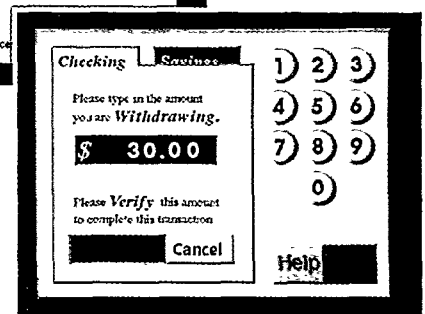 Checking
Savings
Please type in the amount
you are Withdrawing.
$ 30.00
Please Verify this amount
to complete this transaction
Cancel
1 2 3
4 5 6
7 8 9
0
Help